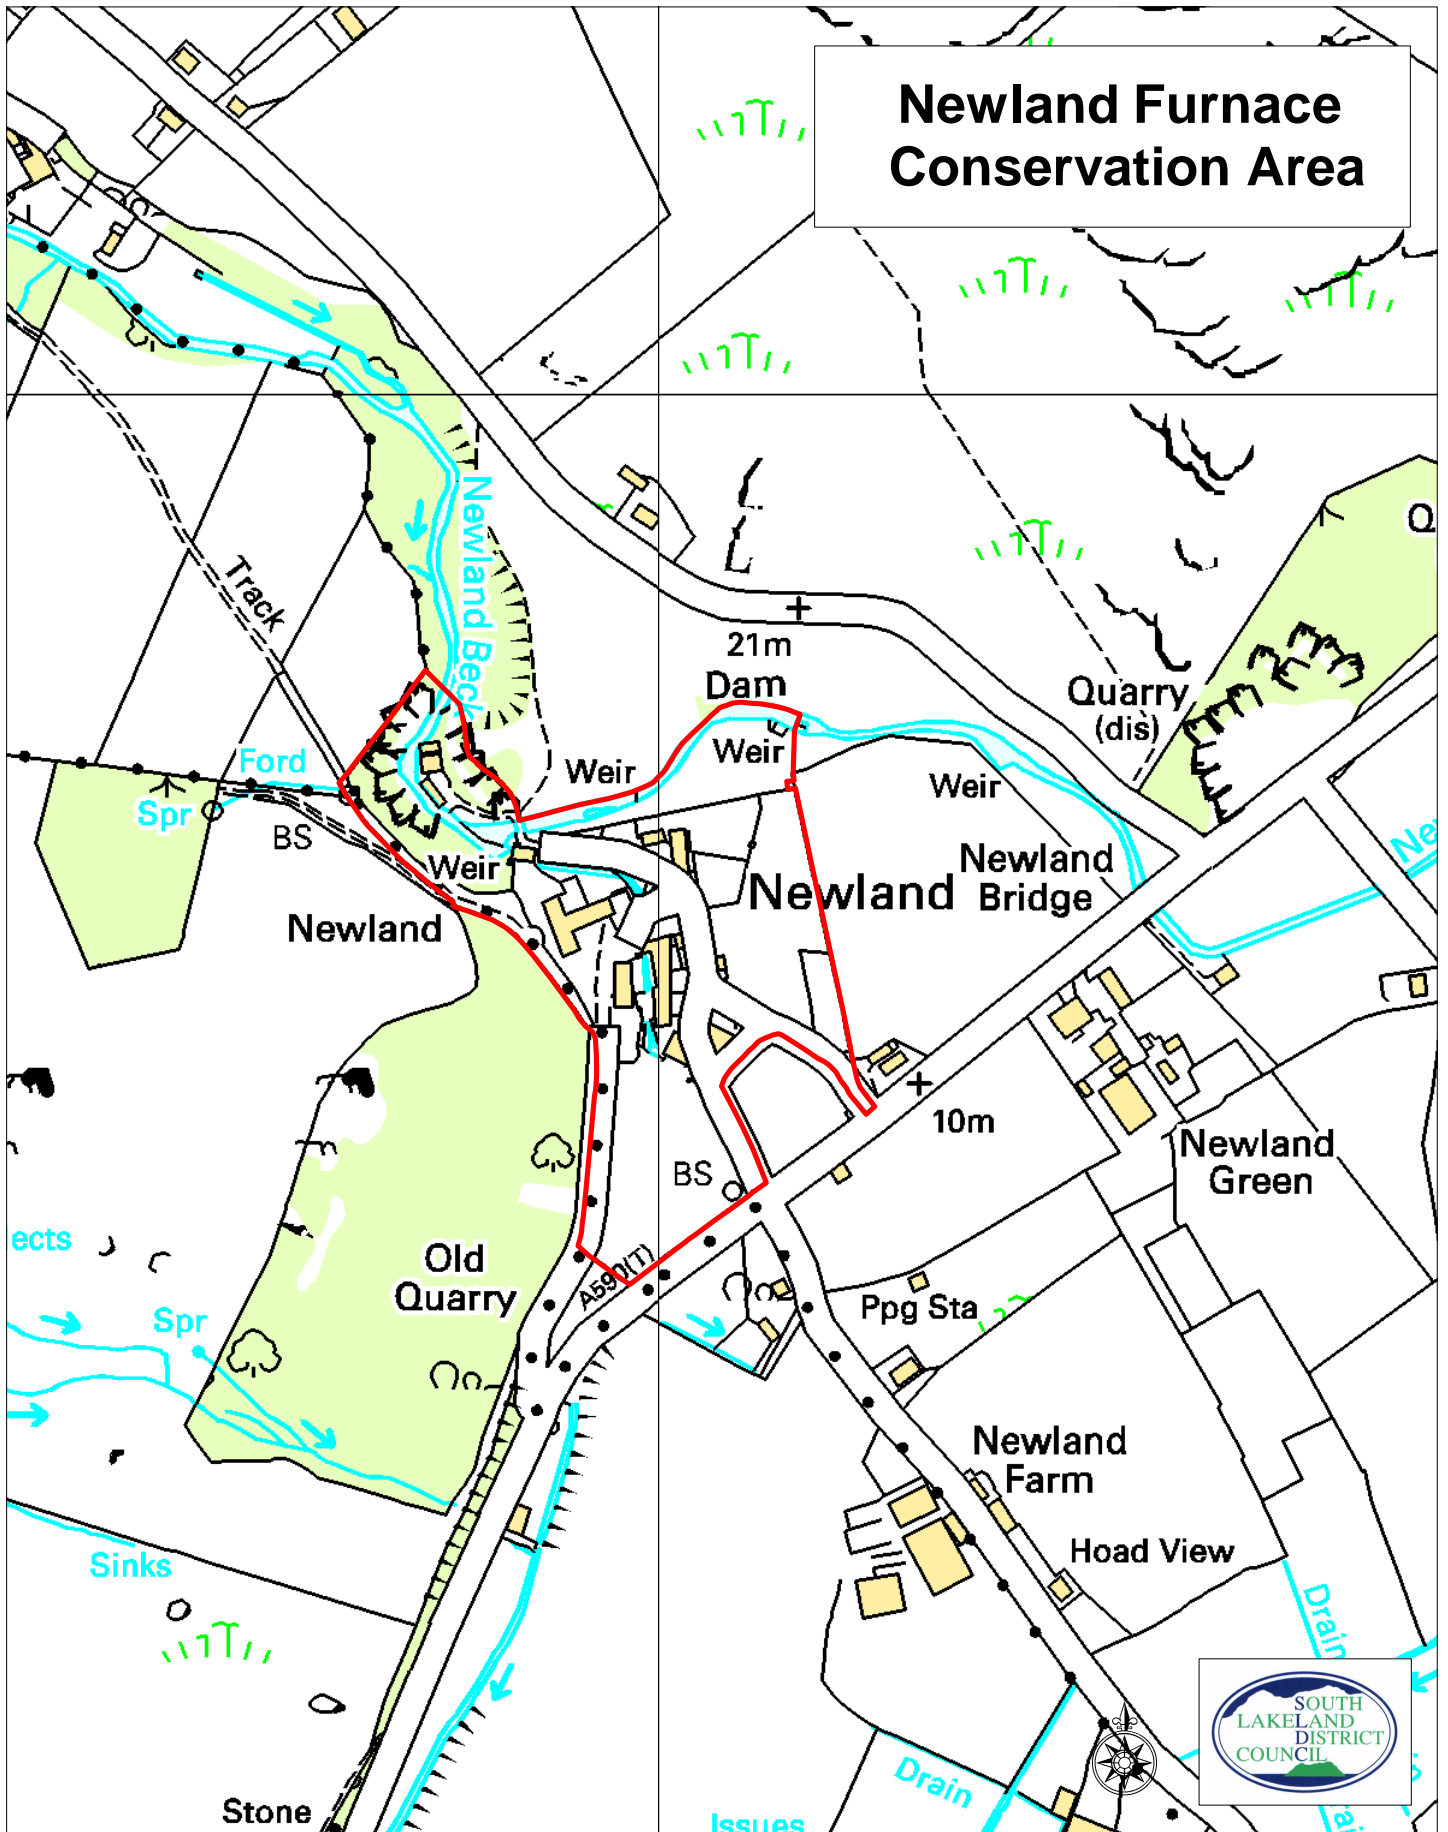 Newland Furnace
Conservation Area
Q
Newland Beck
Track
21m
Dam
Quarry
(dis)
Weir
Weir
Ford
Weir
Spr
BS
Weir
Newland
Bridge
Newland
Newland
10m
BS
Newland
Green
ects
Old
Quarry
A590(T)
Ppg Sta
Spr
Newland
Farm
Hoad View
Sinks
Drain
SOUTH
LAKELAND
DISTRICT
COUNCIL
Drain
Stone
Issues